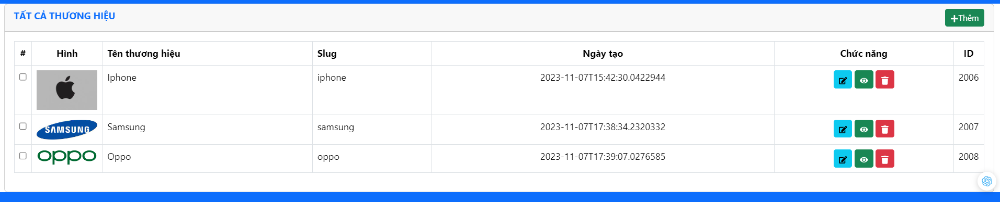 TẤT CẢ THƯƠNG HIỆU
Thêm
# Hình Tên thương hiệu Slug Ngày tạo Chức năng ID
Iphone iphone 2023-11-07T15:42:30.0422944 2006
SAMSUNG Samsung samsung 2023-11-07T17:38:34.2320332 2007
oppo Oppo oppo 2023-11-07T17:39:07.0276585 2008